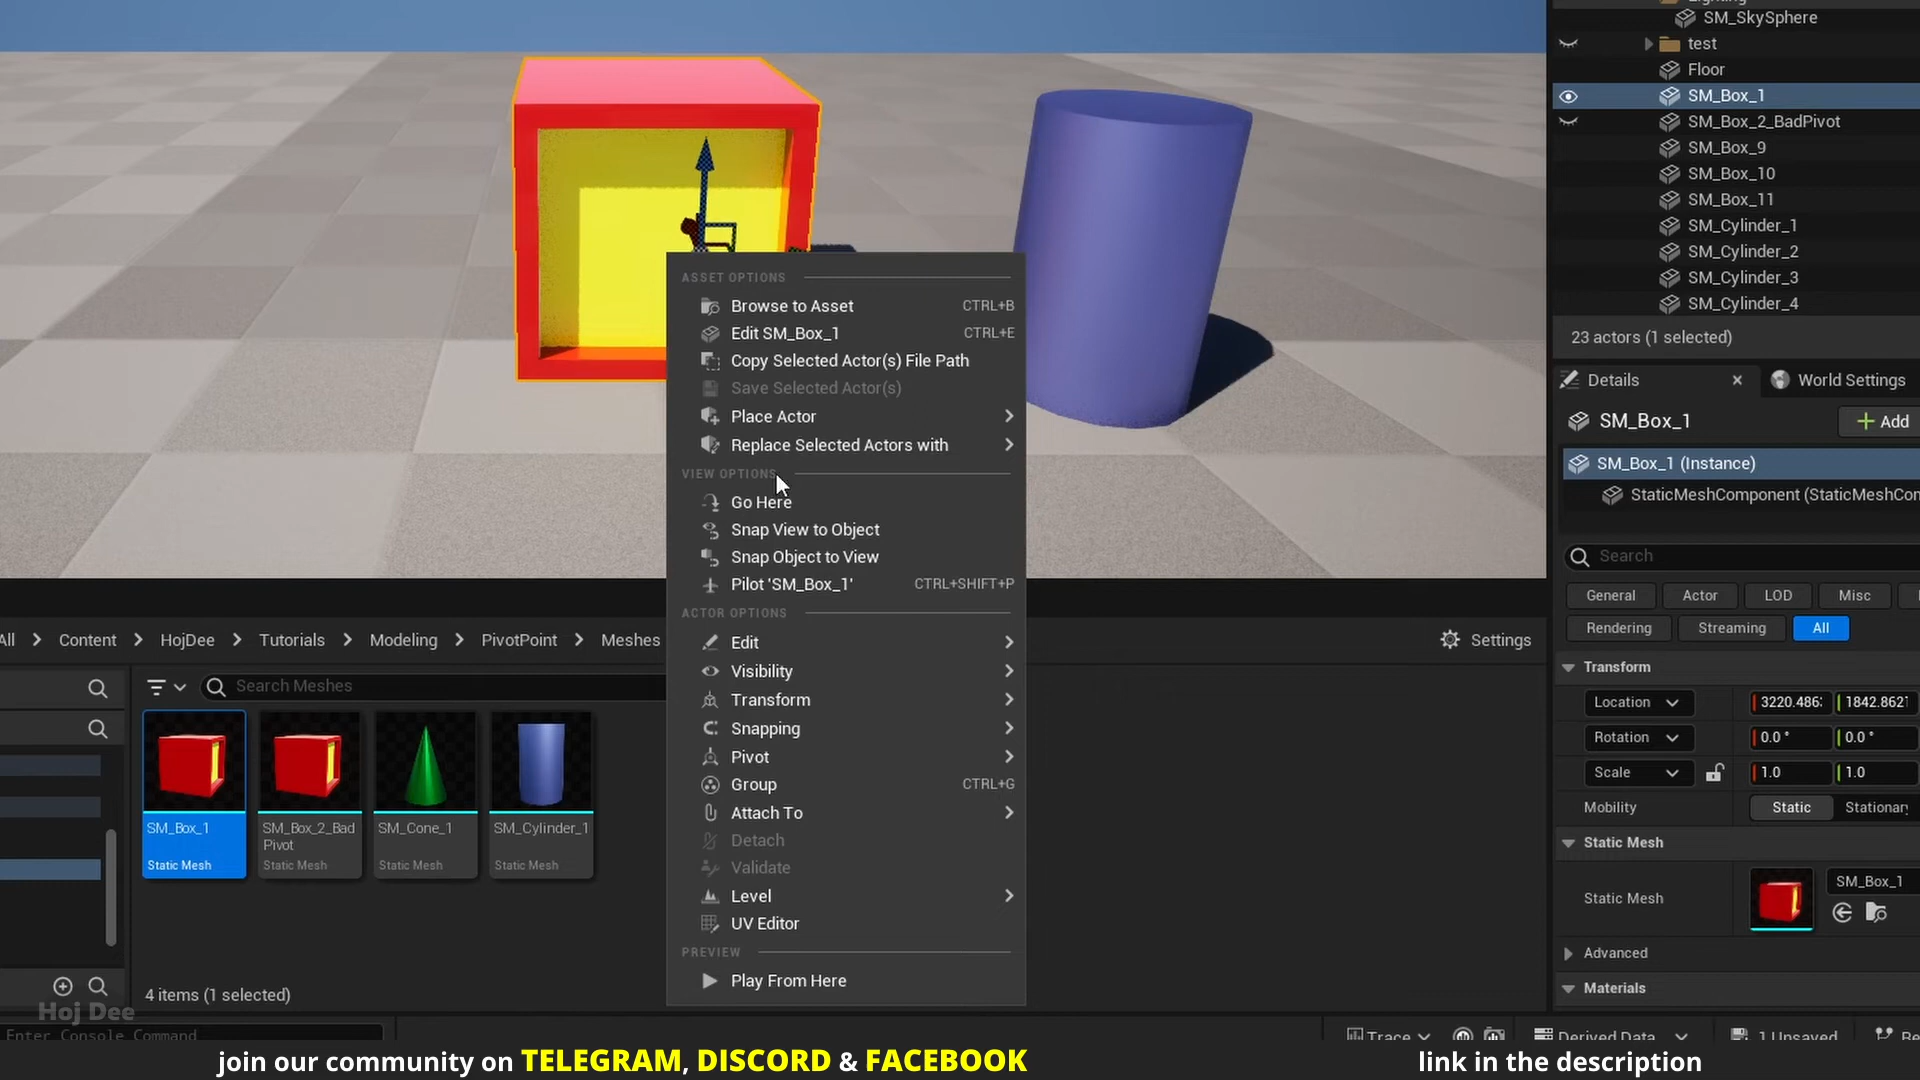 SM_SkySphere
test
Floor
SM_Box_1
SM_Box_2_BadPivot
SM_Box_9
SM_Box_10
SM_Box_11
SM_Cylinder_1
SM_Cylinder_2
SM_Cylinder_3
SM_Cylinder_4
23 actors (1 selected)
Details World Settings
SM_Box_1 Add
SM_Box_1 (Instance)
StaticMeshComponent (StaticMeshCon
Search
General Actor LOD Misc
Rendering Streaming All
Transform
Location 3220.486 1842.862
Rotation 0.0 ° 0.0 °
Scale 1.0 1.0
Mobility Static Stationar
Static Mesh
Static Mesh SM_Box_1
Advanced
Materials
ASSET OPTIONS
Browse to Asset CTRL+B
Edit SM_Box_1 CTRL+E
Copy Selected Actor(s) File Path
Save Selected Actor(s)
Place Actor
Replace Selected Actors with
VIEW OPTIONS
Go Here
Snap View to Object
Snap Object to View
Pilot 'SM_Box_1' CTRL+SHIFT+P
ACTOR OPTIONS
Edit
Visibility
Transform
Snapping
Pivot
Group CTRL+G
Attach To
Detach
Validate
Level
UV Editor
PREVIEW
Play From Here
All Content HojDee Tutorials Modeling PivotPoint Meshes Settings
Search Meshes
SM_Box_1
Static Mesh
SM_Box_2_Bad
Pivot
Static Mesh
SM_Cone_1
Static Mesh
SM_Cylinder_1
Static Mesh
4 items (1 selected)
Hoj Dee
Enter Console Command
Trace Derived Data 1 Unsaved Re
join our community on TELEGRAM, DISCORD & FACEBOOK
link in the description